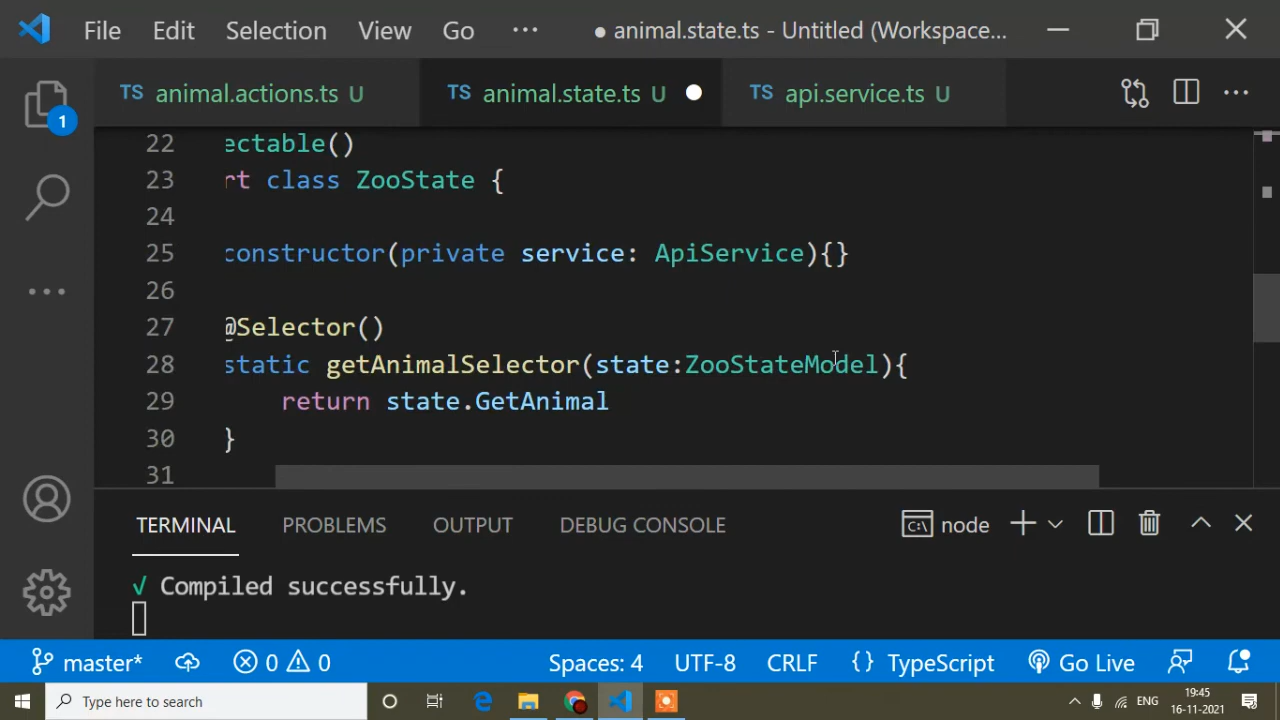 File Edit Selection View Go ··· ● animal.state.ts - Untitled (Workspace...
TS animal.actions.ts U TS animal.state.ts U TS api.service.ts U
22 ectable()
23 rt class ZooState {
24
25 constructor(private service: ApiService){}
26
27 @Selector()
28 static getAnimalSelector(state:ZooStateModel){
29 return state.GetAnimal
30 }
31
1
TERMINAL PROBLEMS OUTPUT DEBUG CONSOLE node
√ Compiled successfully.
master* 0 0 Spaces: 4 UTF-8 CRLF {} TypeScript Go Live
Type here to search ENG 19:45
16-11-2021